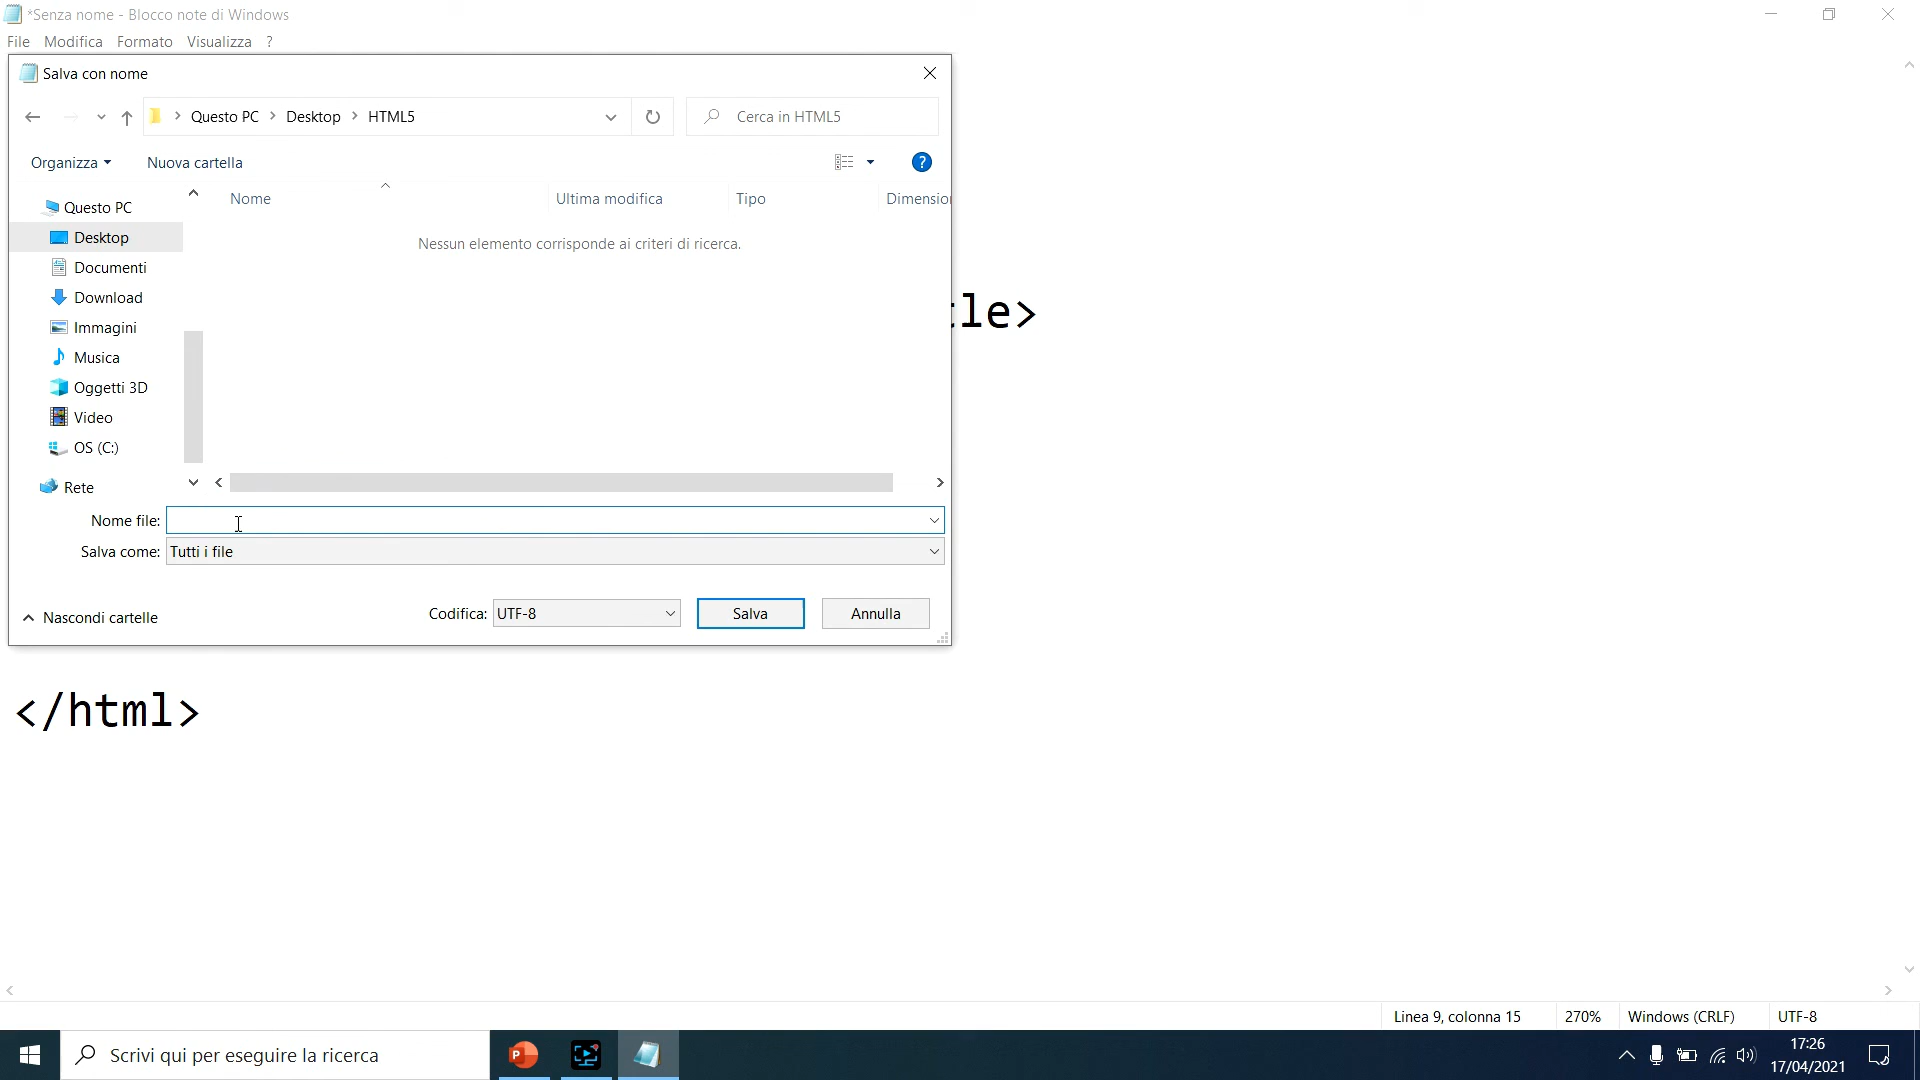 *Senza nome - Blocco note di Windows
File Modifica Formato Visualizza ?
Salva con nome
Questo PC > Desktop > HTML5
Cerca in HTML5
Organizza Nuova cartella
?
Nome Ultima modifica Tipo Dimensio
Nessun elemento corrisponde ai criteri di ricerca.
Questo PC
Desktop
Documenti
Download
Immagini
Musica
Oggetti 3D
Video
OS (C:)
Rete
tle>
Nome file:
Salva come: Tutti i file
Nascondi cartelle
Codifica: UTF-8 Salva Annulla
</html>
Linea 9, colonna 15 270% Windows (CRLF) UTF-8
Scrivi qui per eseguire la ricerca
P
17:26
17/04/2021